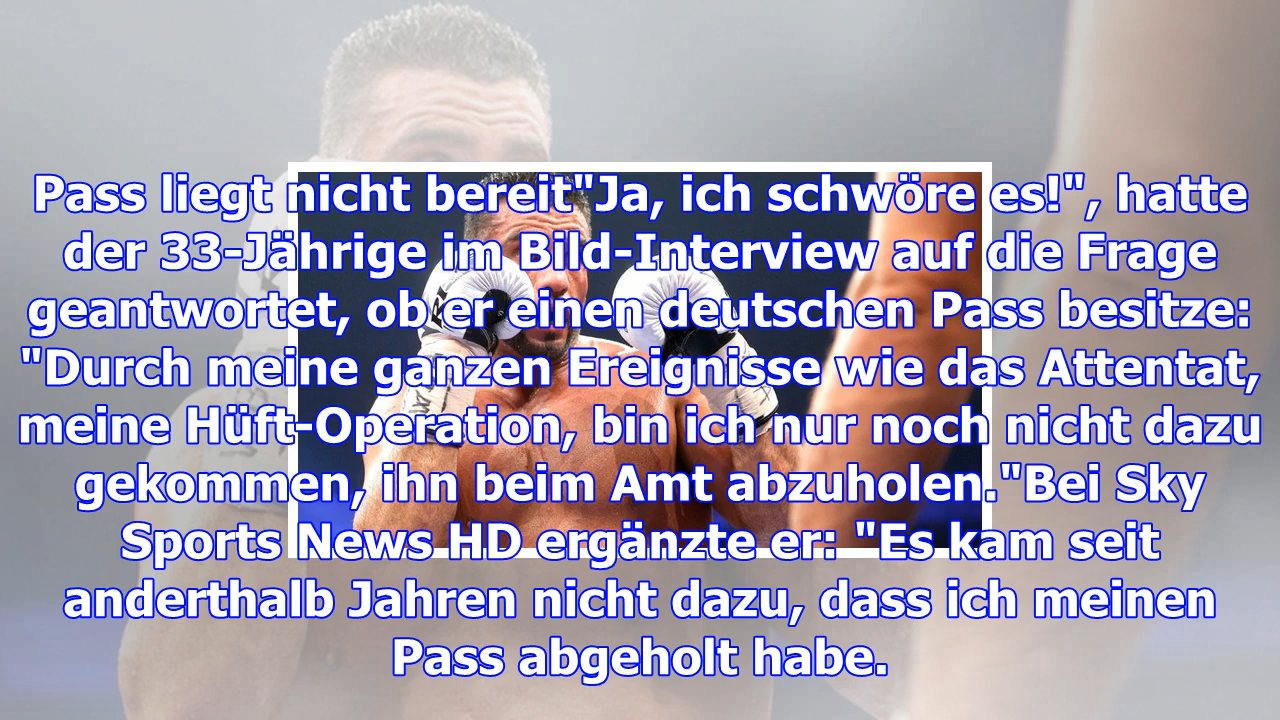 Pass liegt nicht bereit"Ja, ich schwöre es!", hatte
der 33-Jährige im Bild-Interview auf die Frage
geantwortet, ob er einen deutschen Pass besitze:
"Durch meine ganzen Ereignisse wie das Attentat,
meine Hüft-Operation, bin ich nur noch nicht dazu
gekommen, ihn beim Amt abzuholen."Bei Sky
Sports News HD ergänzte er: "Es kam seit
anderthalb Jahren nicht dazu, dass ich meinen
Pass abgeholt habe.